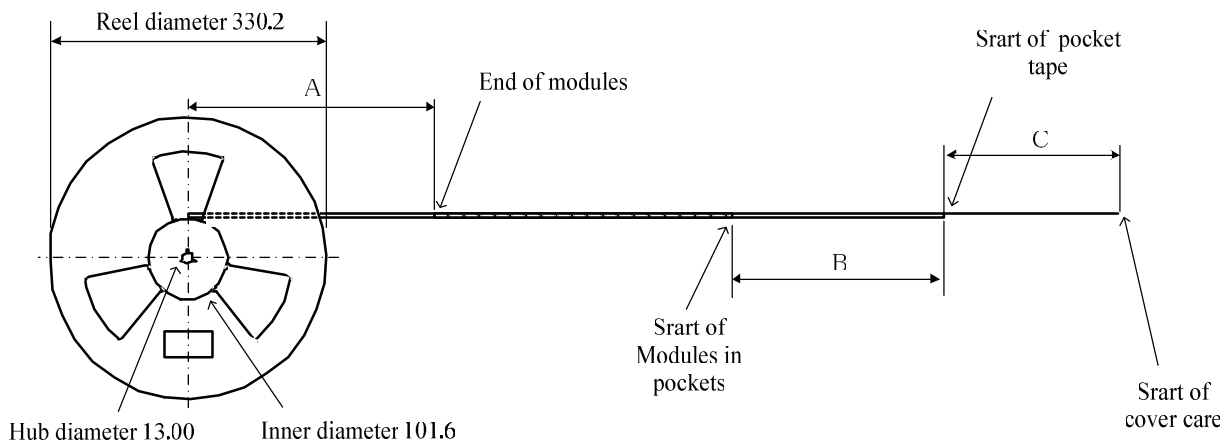 Reel diameter 330.2
A
End of modules
Srart of pocket
tape
C
B
Srart of
Modules in
pockets
Srart of
cover care
Hub diameter 13.00
Inner diameter 101.6